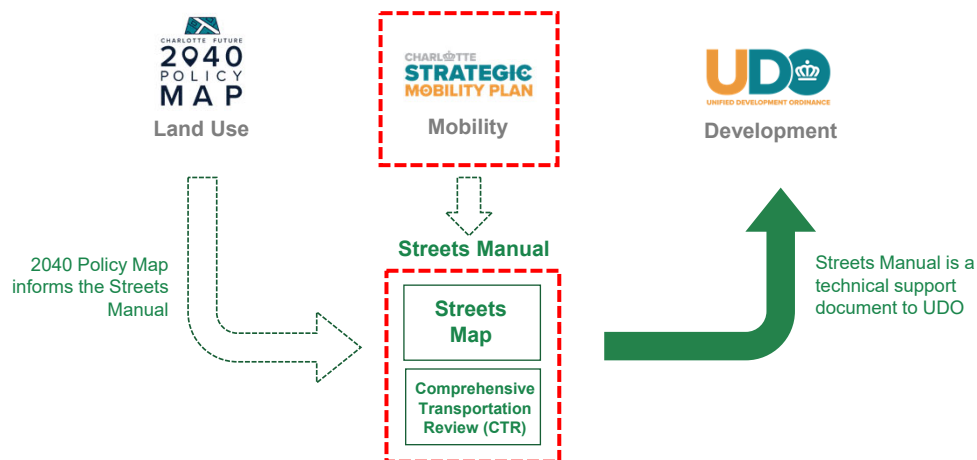 CHARLOTTE FUTURE
2040
POLICY
MAP
Land Use
CHARLOTTE
STRATEGIC
MOBILITY PLAN
Mobility
UDO
UNIFIED DEVELOPMENT ORDINANCE
Development
2040 Policy Map
informs the Streets
Manual
Streets Manual
Streets
Map
Comprehensive
Transportation
Review (CTR)
Streets Manual is a
technical support
document to UDO